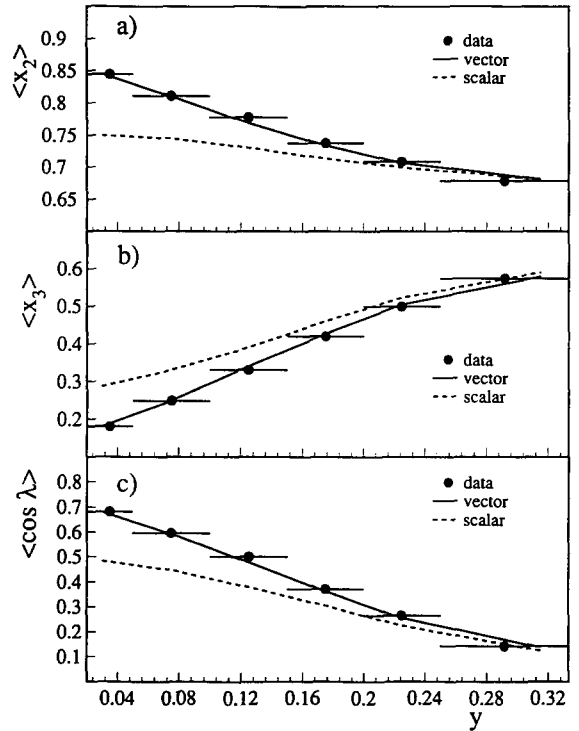 a)
<x2>
0.9
0.85
0.8
0.75
0.7
0.65
data
vector
scalar
b)
<x3>
0.6
0.5
0.4
0.3
0.2
data
vector
scalar
c)
<cos λ>
0.8
0.7
0.6
0.5
0.4
0.3
0.2
0.1
data
vector
scalar
0.04 0.08 0.12 0.16 0.2 0.24 0.28 0.32
y